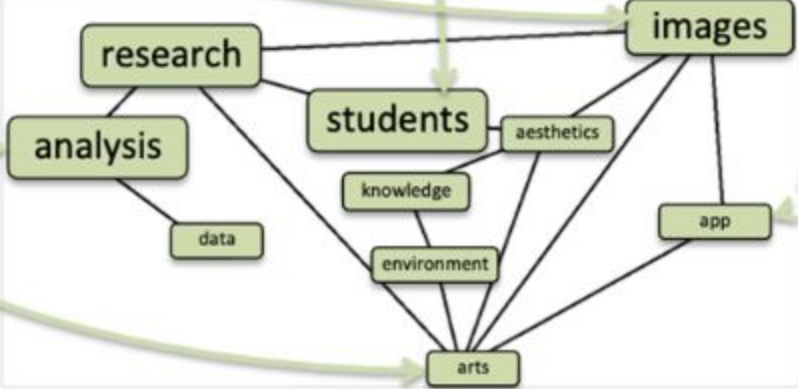 images
research
students
aesthetics
analysis
knowledge
app
data
environment
arts